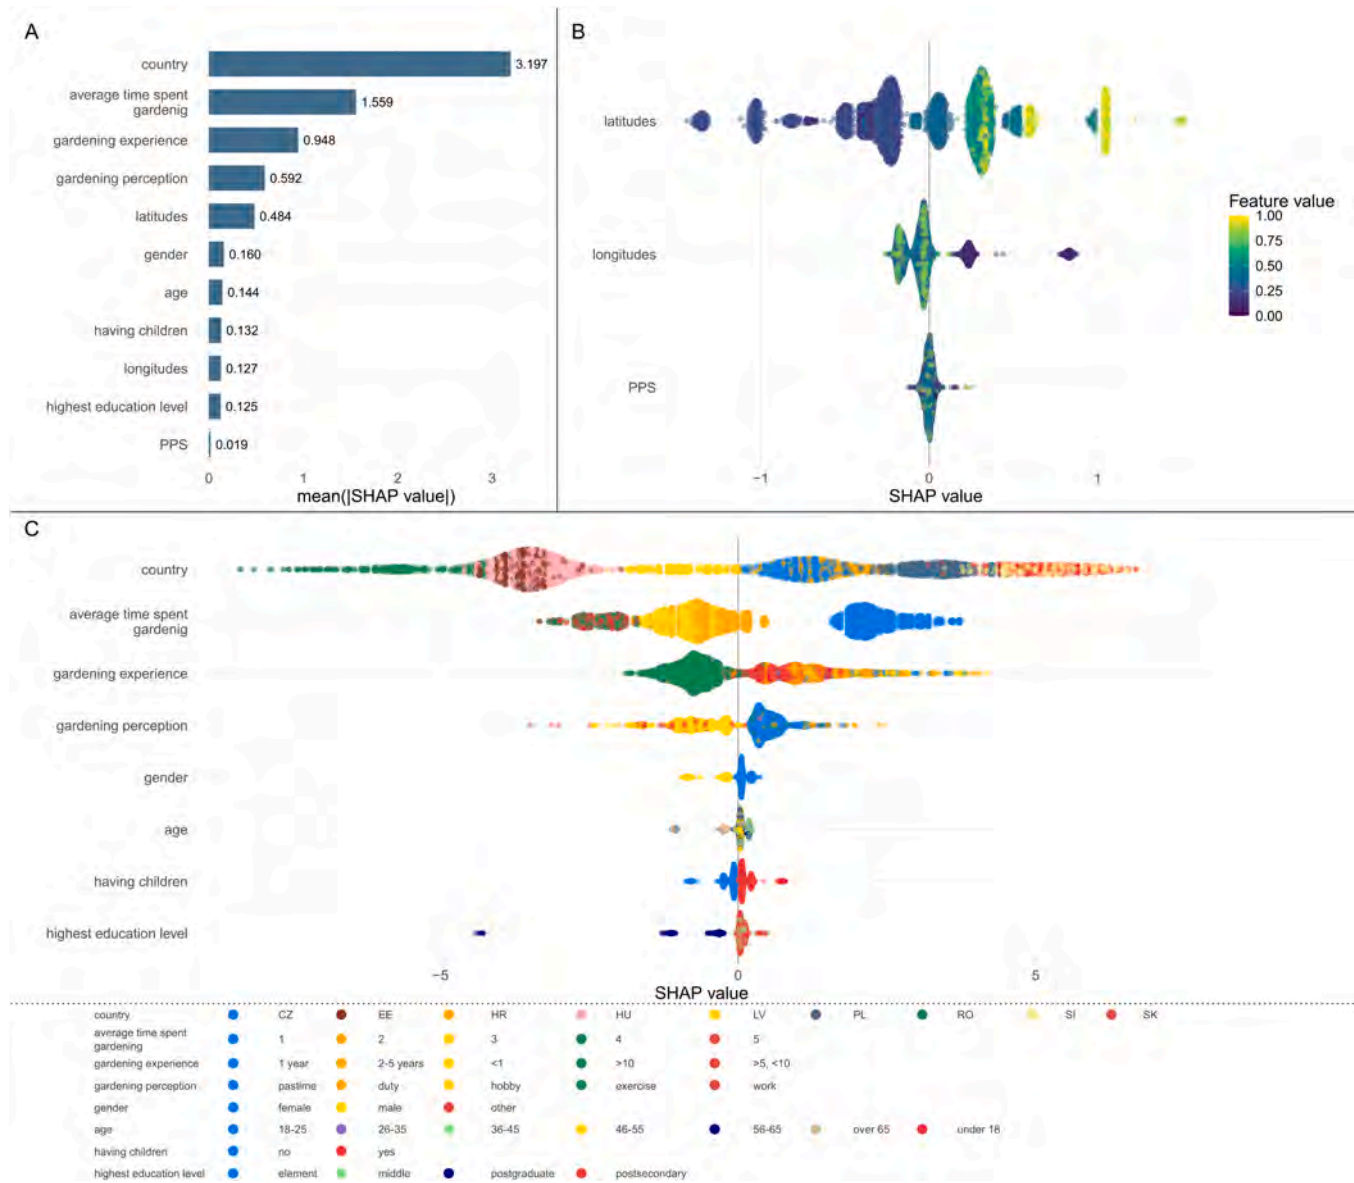 A
country
3.197
average time spent
gardenig
1.559
gardening experience
0.948
gardening perception
0.592
latitudes
0.484
gender
0.160
age
0.144
having children
0.132
longitudes
0.127
highest education level
0.125
PPS
0.019
0 1 2 3
mean(|SHAP value|)
B
latitudes
longitudes
PPS
Feature value
1.00
0.75
0.50
0.25
0.00
−1 0 1
SHAP value
C
country
average time spent
gardenig
gardening experience
gardening perception
gender
age
having children
highest education level
−5 0 5
SHAP value
country CZ EE HR HU LV PL RO SI SK
average time spent
gardening 1 2 3 4 5
gardening experience 1 year 2-5 years <1 >10 >5, <10
gardening perception pastime duty hobby exercise work
gender female male other
age 18-25 26-35 36-45 46-55 56-65 over 65 under 18
having children no yes
highest education level element middle postgraduate postsecondary